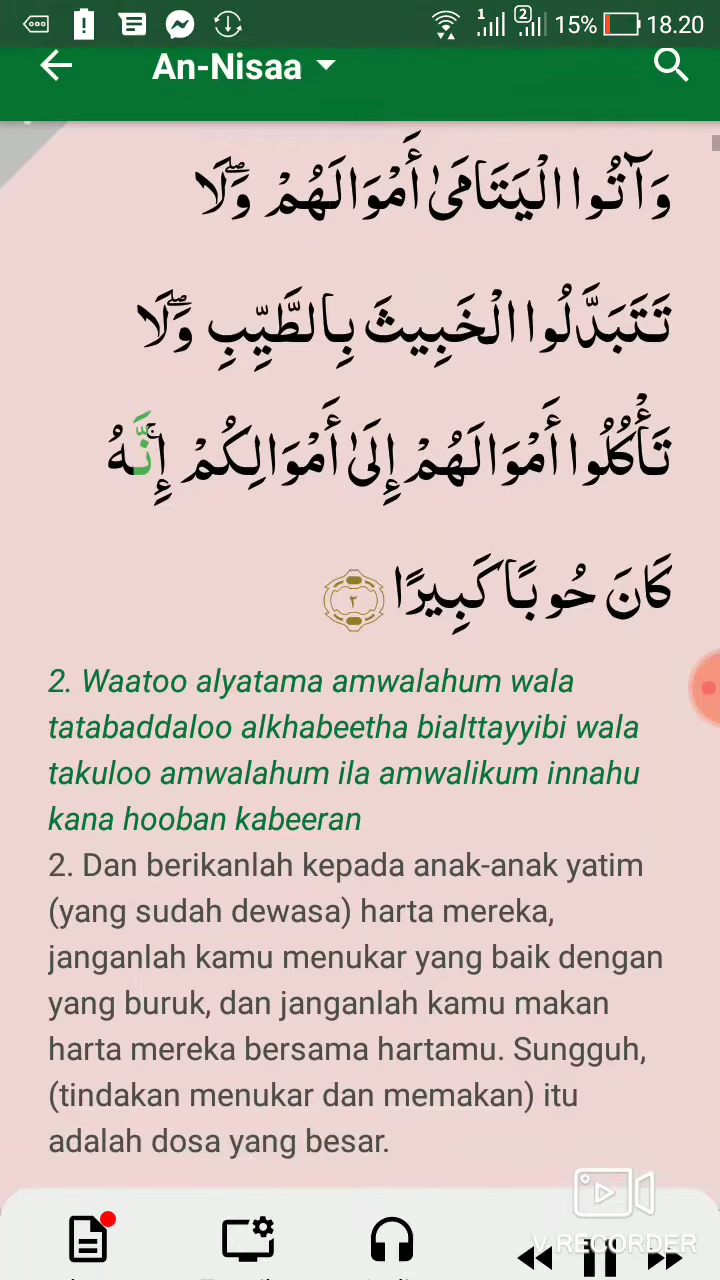 1 2 15% 18.20
An-Nisaa
وَآتُوا الْيَتَامَىٰ أَمْوَالَهُمْ ۖ وَلَا
تَتَبَدَّلُوا الْخَبِيثَ بِالطَّيِّبِ ۖ وَلَا
تَأْكُلُوا أَمْوَالَهُمْ إِلَىٰ أَمْوَالِكُمْ ۚ إِنَّهُ
كَانَ حُوبًا كَبِيرًا ٢
2. Waatoo alyatama amwalahum wala
tatabaddaloo alkhabeetha bialttayyibi wala
takuloo amwalahum ila amwalikum innahu
kana hooban kabeeran
2. Dan berikanlah kepada anak-anak yatim
(yang sudah dewasa) harta mereka,
janganlah kamu menukar yang baik dengan
yang buruk, dan janganlah kamu makan
harta mereka bersama hartamu. Sungguh,
(tindakan menukar dan memakan) itu
adalah dosa yang besar.
V RECORDER